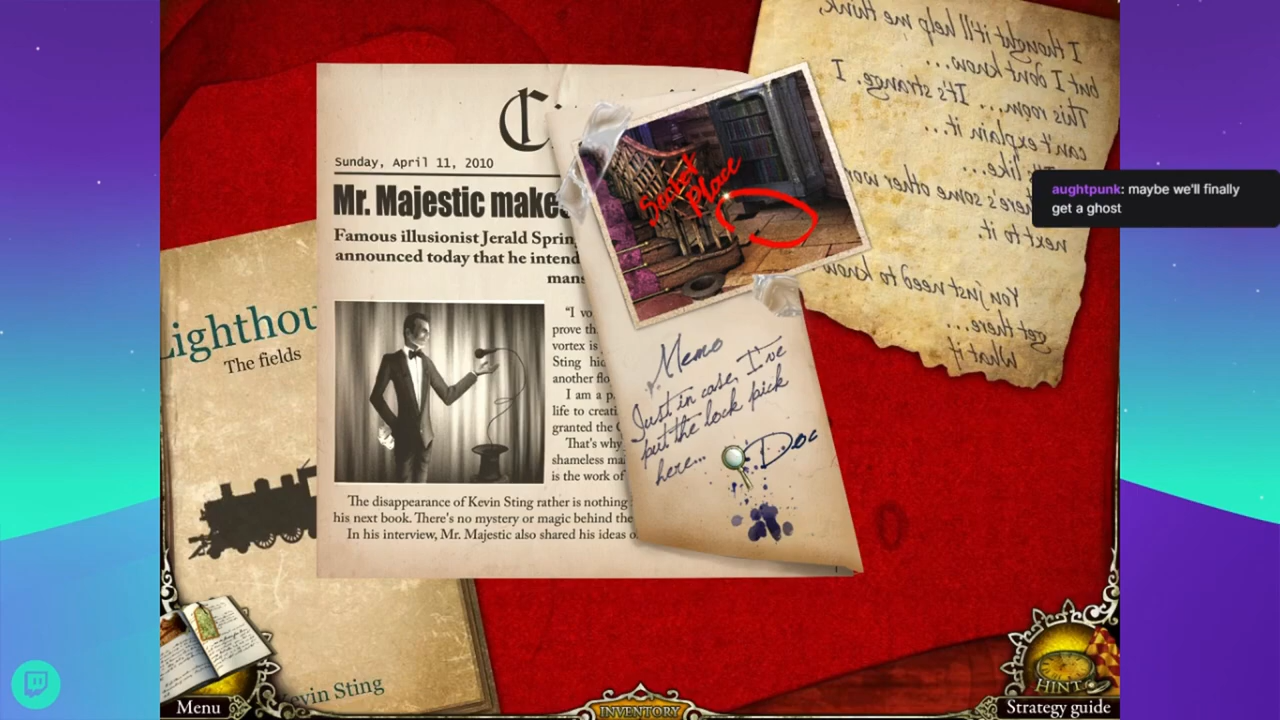 Sunday, April 11, 2010
Mr. Majestic makes
Famous illusionist Jerald Sprin
announced today that he intend
mans
"I vo
prove th
vortex is
Sting hid
another flo
I am a p
life to creati
granted the
That's why
shameless ma
is the work of
The disappearance of Kevin Sting rather is nothing
his next book. There's no mystery or magic behind the
In his interview, Mr. Majestic also shared his ideas o
Secret
Place
Memo
Just in case, I've
put the lock pick
here...
Doc
I thought it'll help me think,
but I dont know...
This room... It's strange. I
can't explain it...
like...
here's some other wor
next to it.
You just need to know
get there...
What if
aughtpunk: maybe we'll finally
get a ghost
Lighthou
The fields
Kevin Sting
Menu
INVENTORY
HINT
Strategy guide